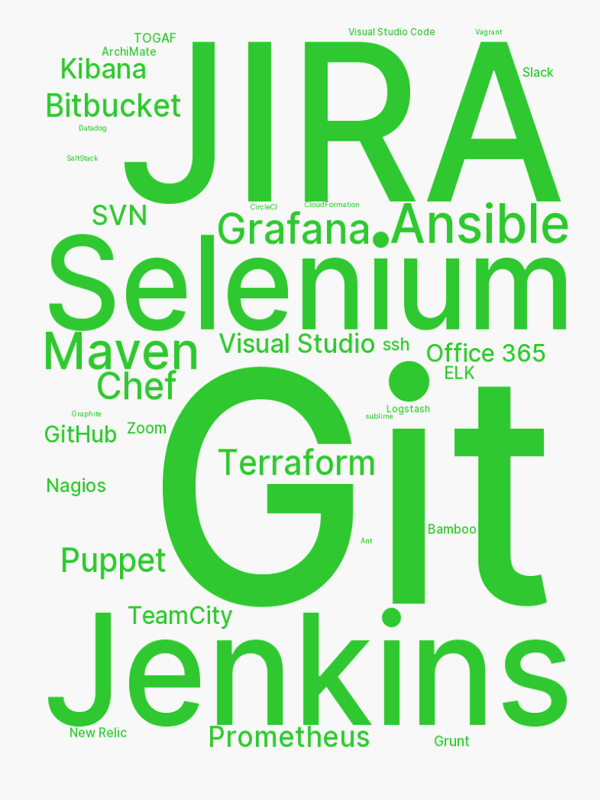 TOGAF
Visual Studio Code
Vagrant
ArchiMate
Kibana
Slack
JIRA
Bitbucket
Datadog
SaltStack
CircleCI
CloudFormation
SVN
Grafana
Ansible
Selenium
Maven
Visual Studio
ssh
Office 365
Chef
ELK
Graphite
Logstash
sublime
GitHub
Zoom
Git
Terraform
Nagios
Bamboo
Ant
Puppet
TeamCity
Jenkins
New Relic
Prometheus
Grunt